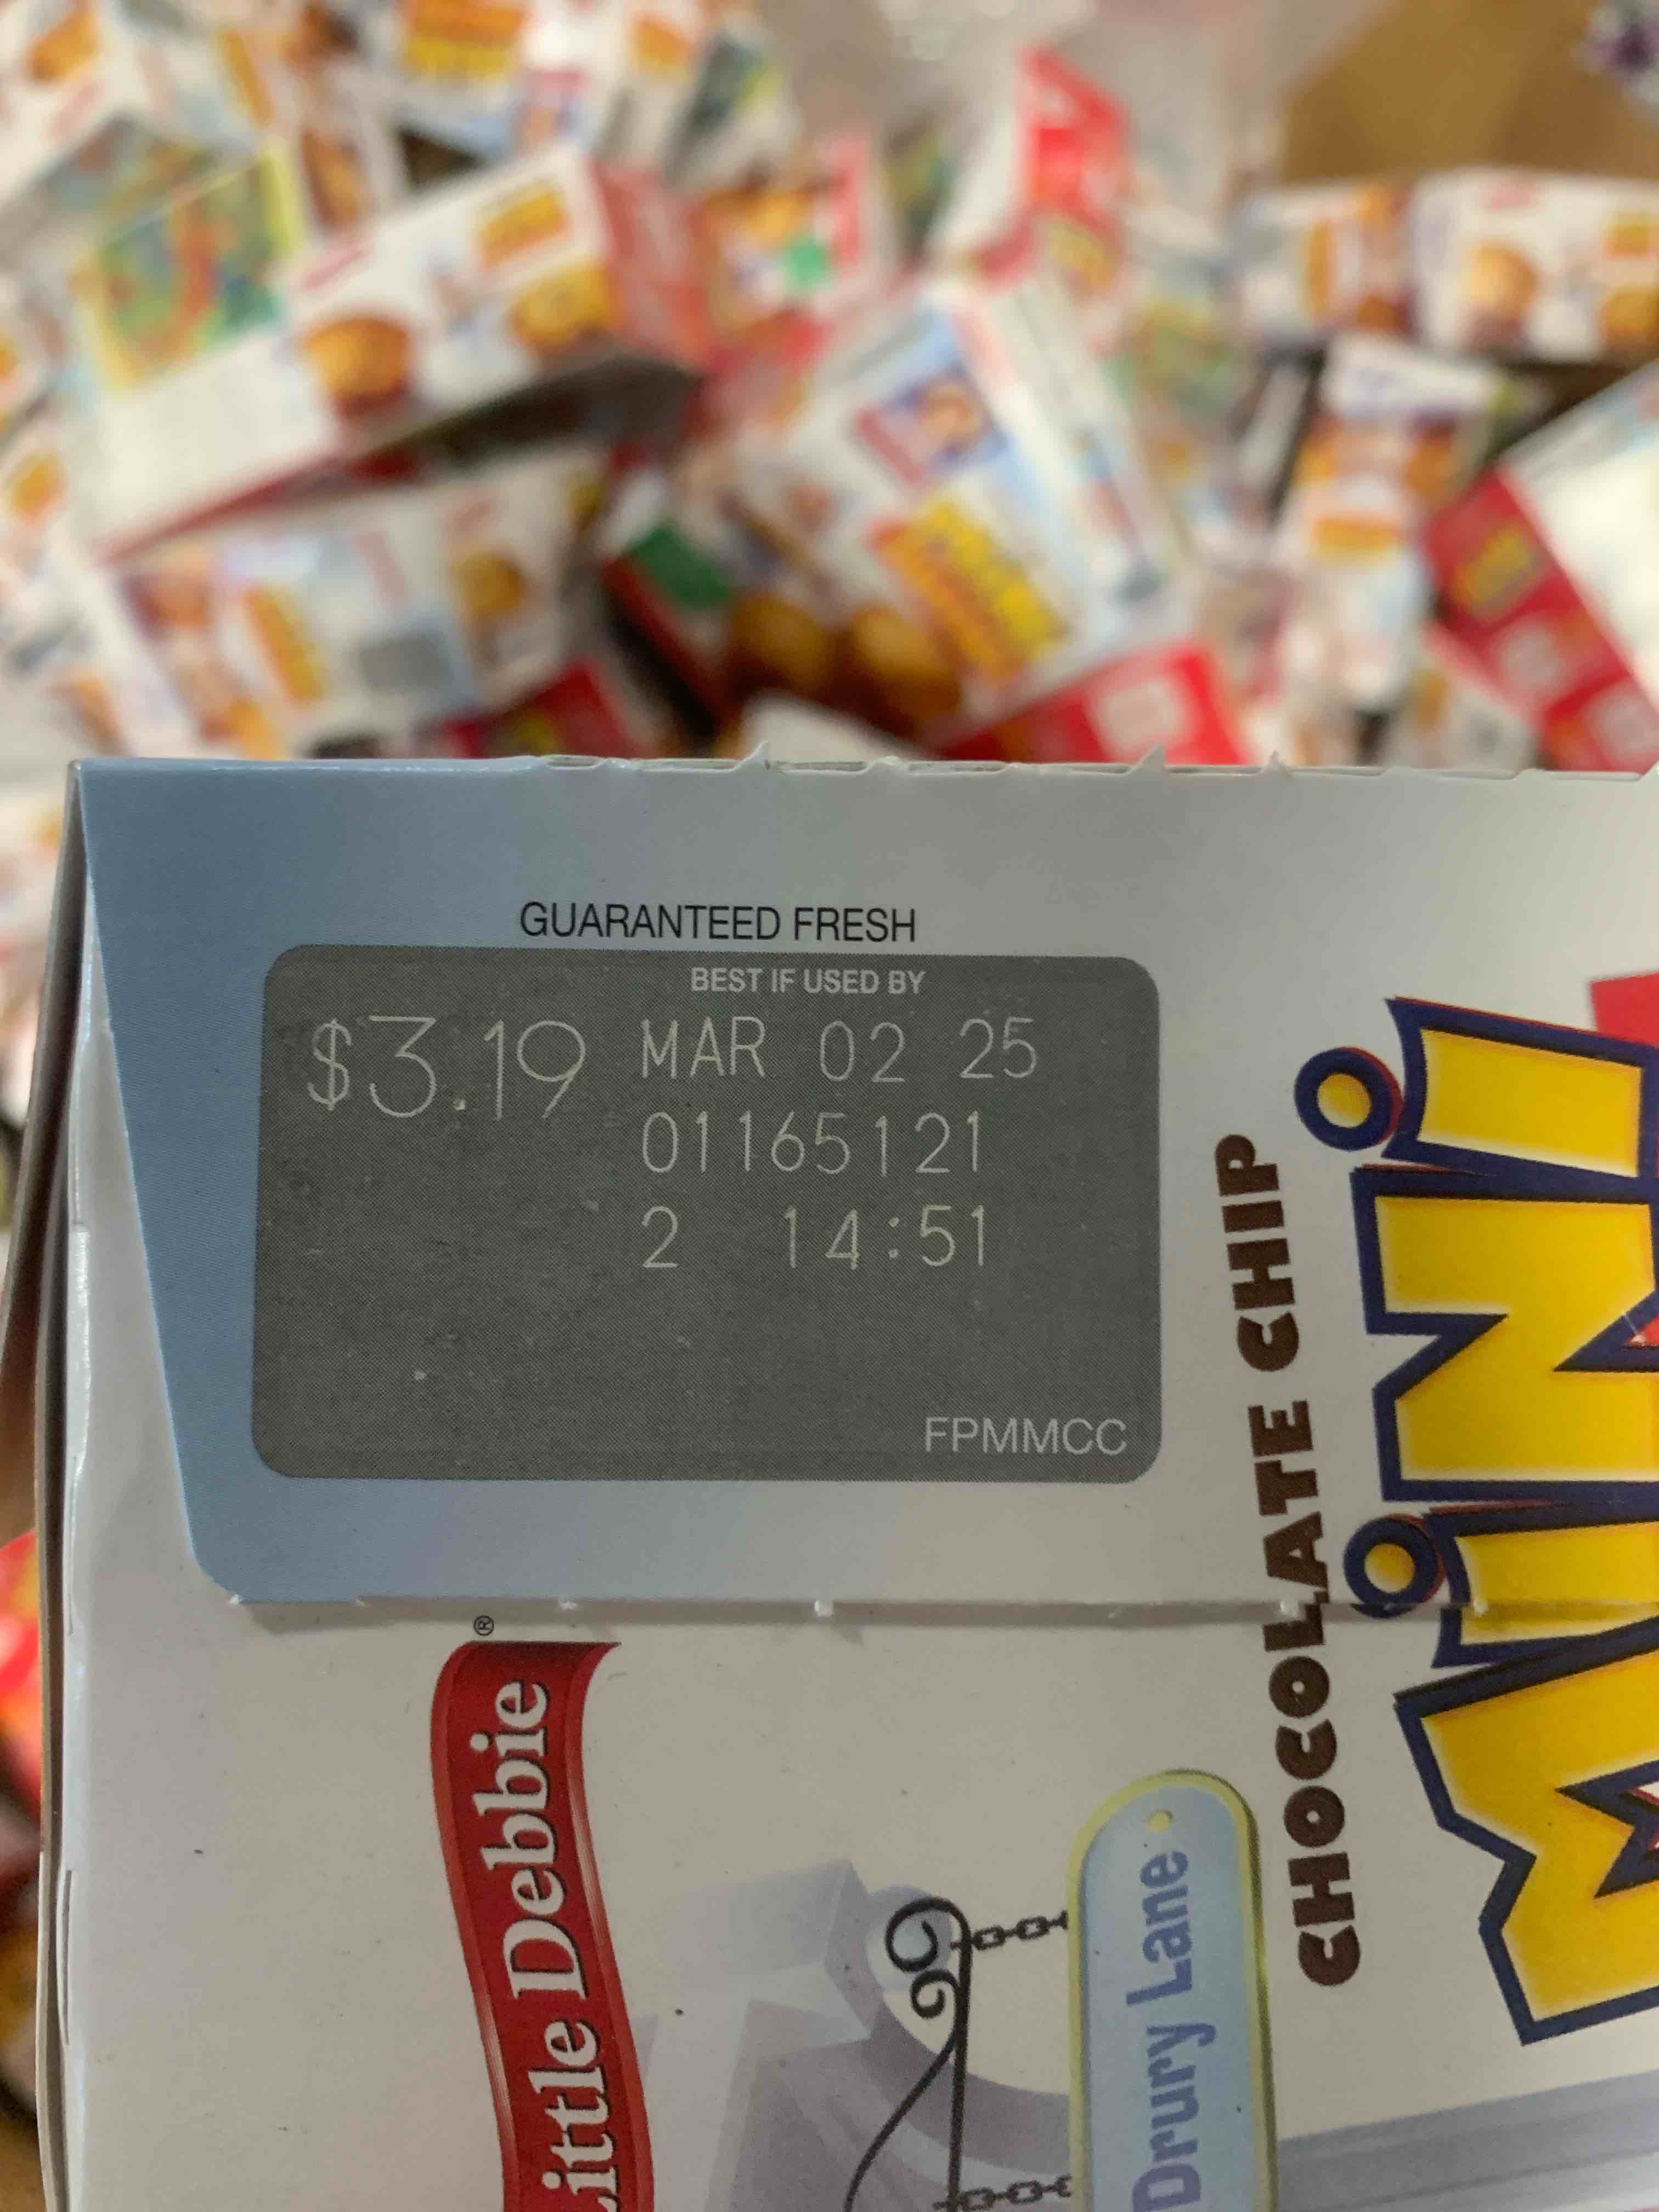 GUARANTEED FRESH
BEST IF USED BY
$3.19 MAR 02 25
01165121
2 14:51
FPMMCC
Little Debbie®
Drury Lane
CHOCOLATE CHIP
MINI